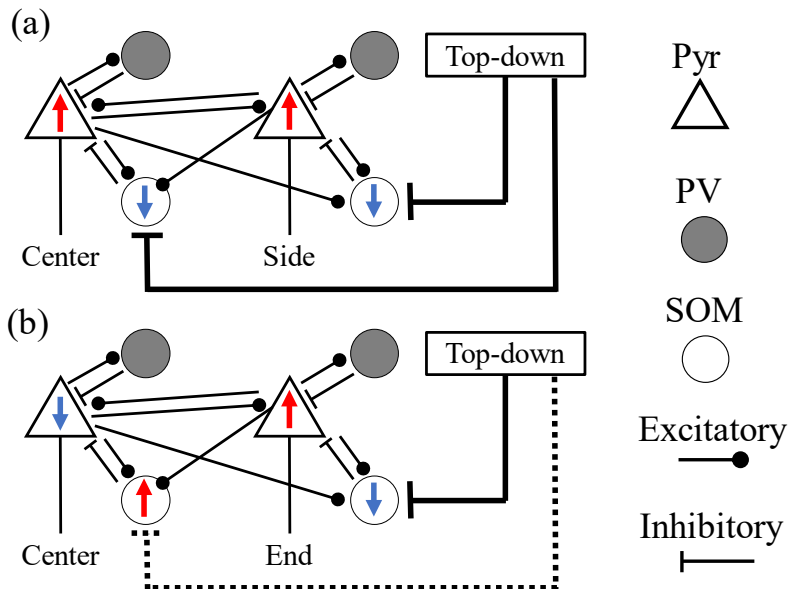 (a)
Top-down
Center
Side
(b)
Top-down
Center
End
Pyr
PV
SOM
Excitatory
Inhibitory